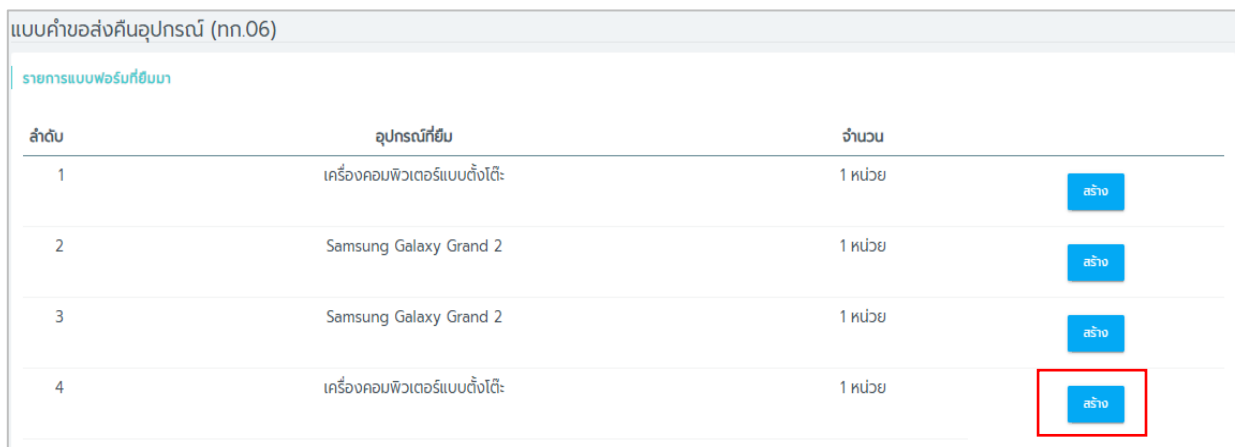 แบบคำขอส่งคืนอุปกรณ์ (ทก.06)
รายการแบบฟอร์มที่ยืมมา
ลำดับ อุปกรณ์ที่ยืม จำนวน
1 เครื่องคอมพิวเตอร์แบบตั้งโต๊ะ 1 หน่วย สร้าง
2 Samsung Galaxy Grand 2 1 หน่วย สร้าง
3 Samsung Galaxy Grand 2 1 หน่วย สร้าง
4 เครื่องคอมพิวเตอร์แบบตั้งโต๊ะ 1 หน่วย สร้าง